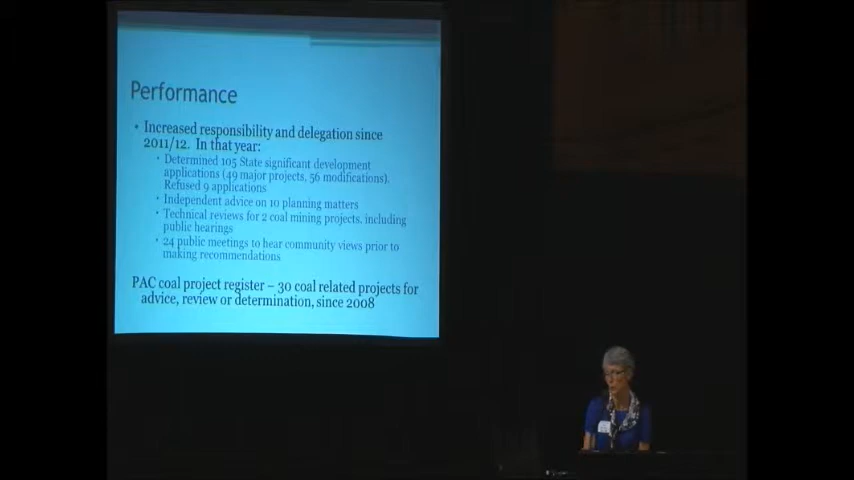 Performance
• Increased responsibility and delegation since
2011/12. In that year:
• Determined 105 State significant development
applications (49 major projects, 56 modifications).
Refused 9 applications
• Independent advice on 10 planning matters
• Technical reviews for 2 coal mining projects, including
public hearings
• 24 public meetings to hear community views prior to
making recommendations
PAC coal project register – 30 coal related projects for
advice, review or determination, since 2008